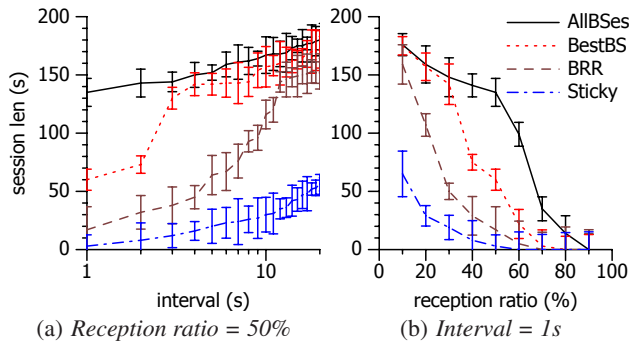 200
150
100
50
0
session len (s)
1
10
interval (s)
(a) Reception ratio = 50%
200
150
100
50
0
0
20
40
60
80
100
reception ratio (%)
(b) Interval = 1s
AllBSes
BestBS
BRR
Sticky